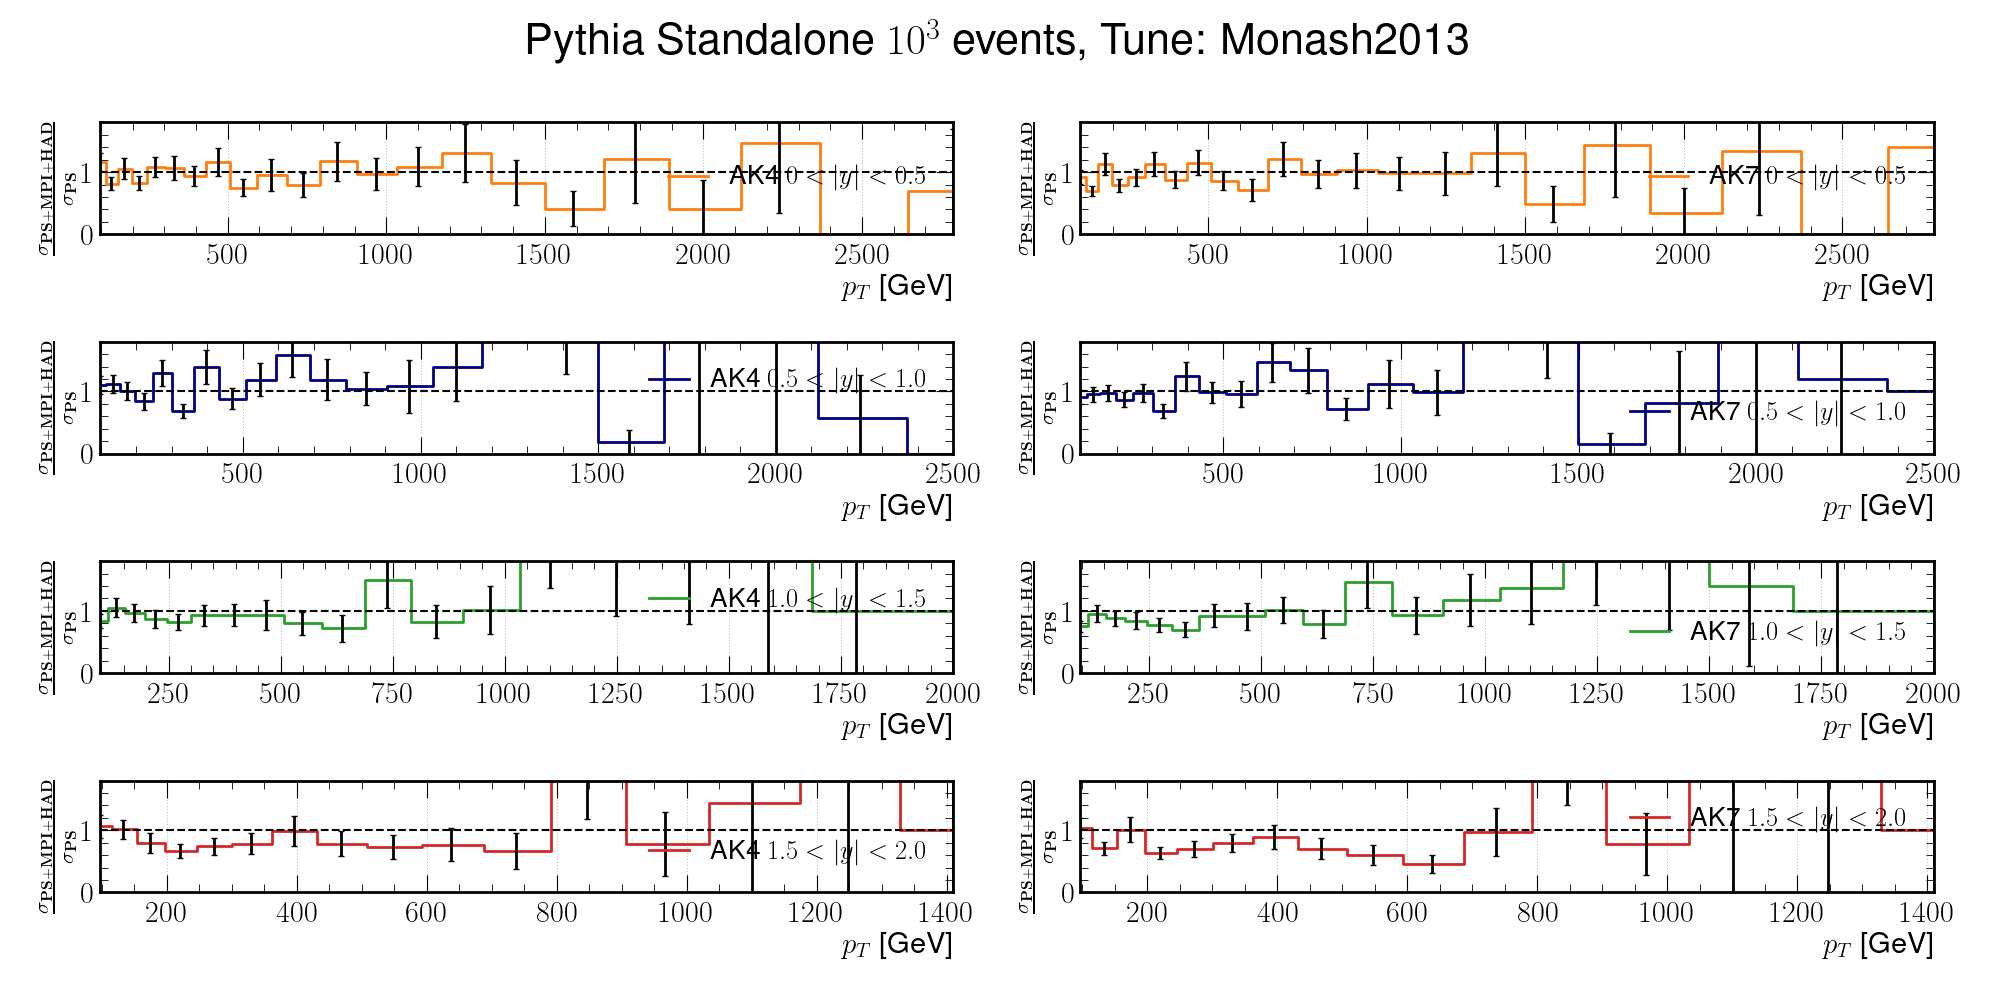 Pythia Standalone 10³ events, Tune: Monash2013
σPS+MPI+HAD
σPS
1
0
AK4 0 < |y| < 0.5
500 1000 1500 2000 2500
pT [GeV]
σPS+MPI+HAD
σPS
1
0
AK7 0 < |y| < 0.5
500 1000 1500 2000 2500
pT [GeV]
σPS+MPI+HAD
σPS
1
0
AK4 0.5 < |y| < 1.0
500 1000 1500 2000 2500
pT [GeV]
σPS+MPI+HAD
σPS
1
0
AK7 0.5 < |y| < 1.0
500 1000 1500 2000 2500
pT [GeV]
σPS+MPI+HAD
σPS
1
0
AK4 1.0 < |y| < 1.5
250 500 750 1000 1250 1500 1750 2000
pT [GeV]
σPS+MPI+HAD
σPS
1
0
AK7 1.0 < |y| < 1.5
250 500 750 1000 1250 1500 1750 2000
pT [GeV]
σPS+MPI+HAD
σPS
1
0
AK4 1.5 < |y| < 2.0
200 400 600 800 1000 1200 1400
pT [GeV]
σPS+MPI+HAD
σPS
1
0
AK7 1.5 < |y| < 2.0
200 400 600 800 1000 1200 1400
pT [GeV]